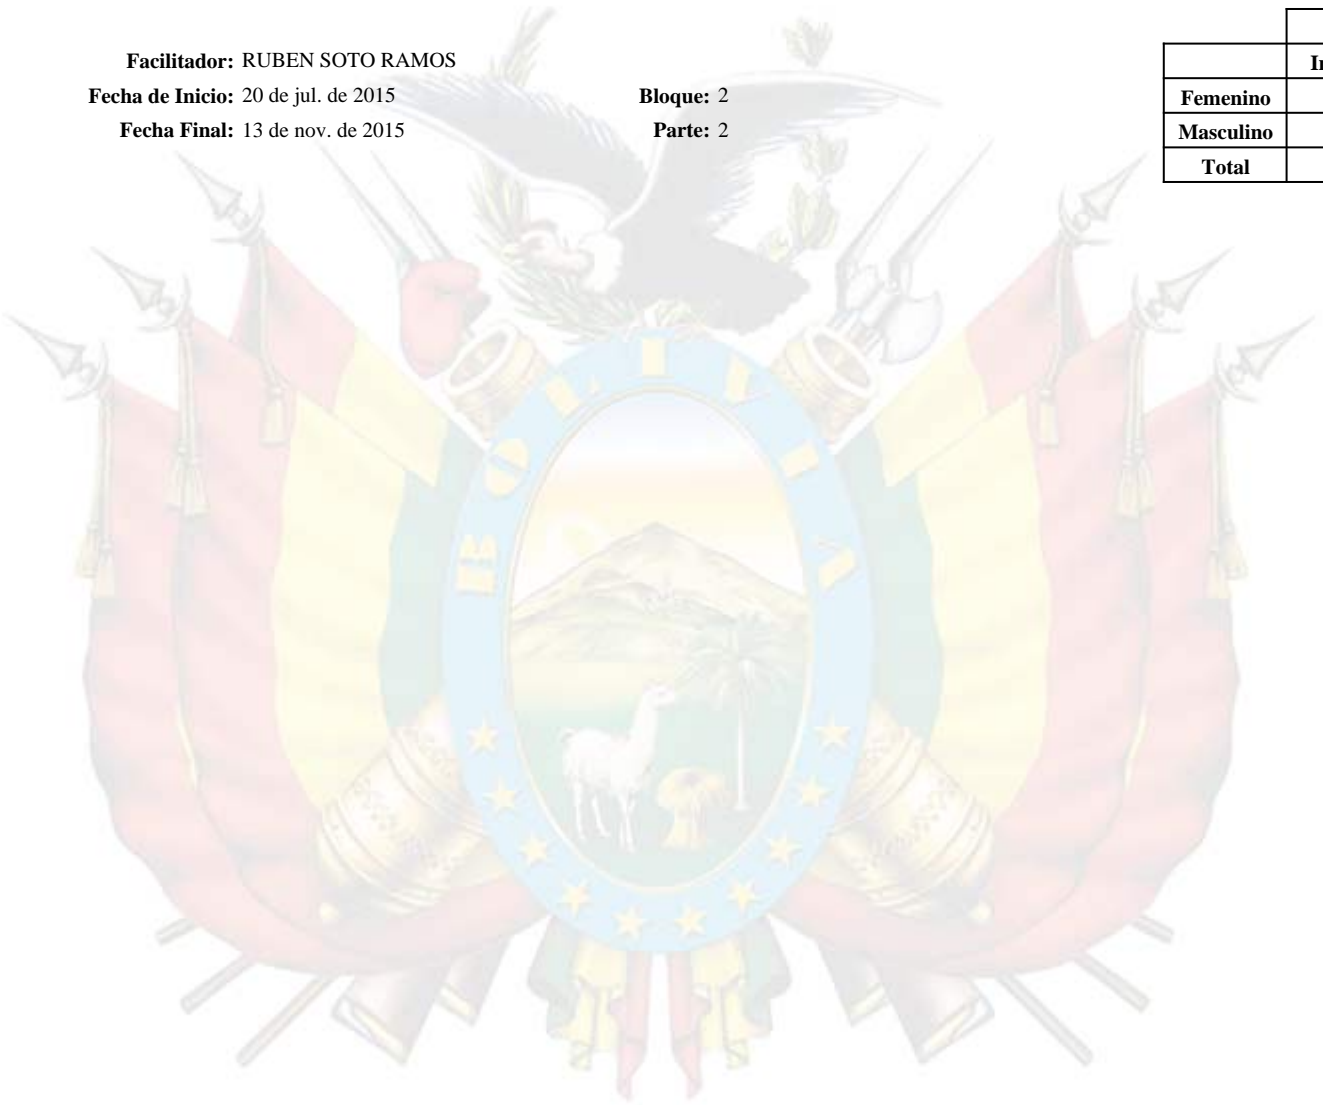 Facilitador: RUBEN SOTO RAMOS
Fecha de Inicio: 20 de jul. de 2015 Bloque: 2
Fecha Final: 13 de nov. de 2015 Parte: 2
Femenino
Masculino
Total
BOLIVIA